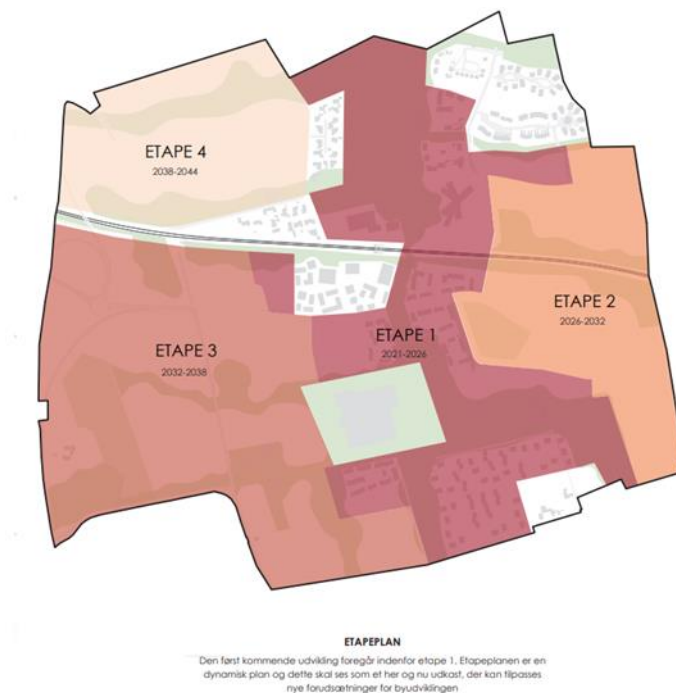 ETAPE 4
2038-2044
ETAPE 2
2026-2032
ETAPE 1
2021-2026
ETAPE 3
2032-2038
ETAPEPLAN
Den først kommende udvikling foregår indenfor etape 1. Etapeplanen er en
dynamisk plan og dette skal ses som et her og nu udkast, der kan tilpasses
nye forudsætninger for byudviklingen